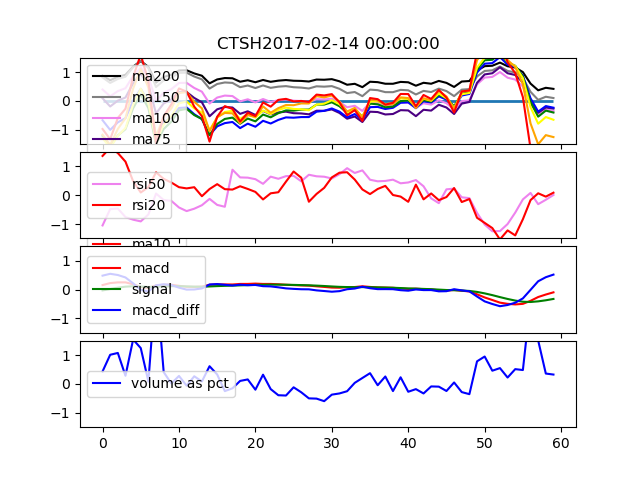 CTSH2017-02-14 00:00:00
1
0
−1
ma200
ma150
ma100
ma75
1
0
−1
rsi50
rsi20
ma10
1
0
−1
macd
signal
macd_diff
1
0
−1
volume as pct
0 10 20 30 40 50 60